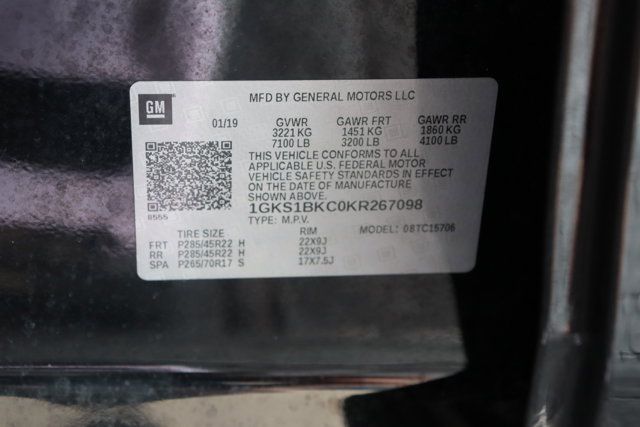 GM
MFD BY GENERAL MOTORS LLC
01/19 GVWR GAWR FRT GAWR RR
3221 KG 1451 KG 1860 KG
7100 LB 3200 LB 4100 LB
THIS VEHICLE CONFORMS TO ALL
APPLICABLE U.S. FEDERAL MOTOR
VEHICLE SAFETY STANDARDS IN EFFECT
ON THE DATE OF MANUFACTURE
1GKS1BKC0KR267098
TYPE: M.P.V.
TIRE SIZE RIM MODEL: 08TC15706
FRT P285/45R22 H 22X9J
RR P285/45R22 H 22X9J
SPA P265/70R17 S 17X7.5J